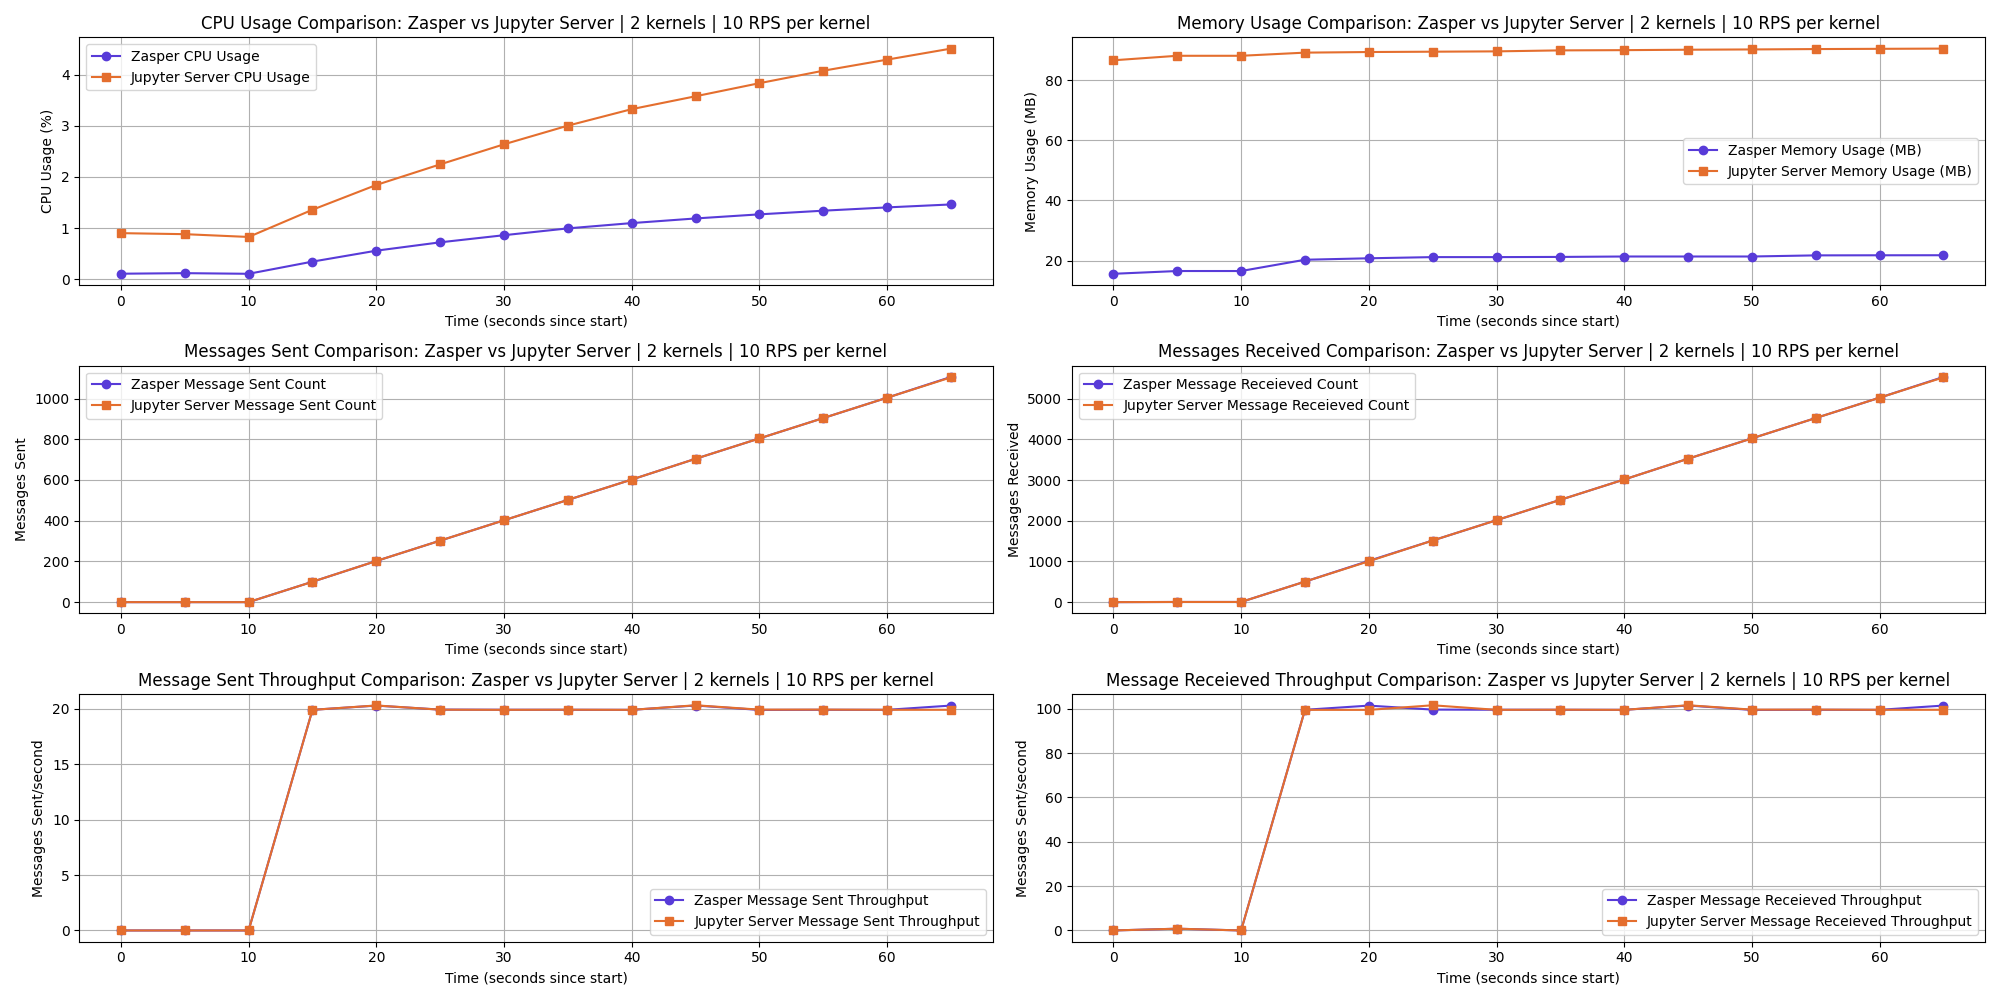 CPU Usage Comparison: Zasper vs Jupyter Server | 2 kernels | 10 RPS per kernel
Zasper CPU Usage
Jupyter Server CPU Usage
CPU Usage (%)
4
3
2
1
0
0 10 20 30 40 50 60
Time (seconds since start)
Memory Usage Comparison: Zasper vs Jupyter Server | 2 kernels | 10 RPS per kernel
Memory Usage (MB)
80
60
40
20
Zasper Memory Usage (MB)
Jupyter Server Memory Usage (MB)
0 10 20 30 40 50 60
Time (seconds since start)
Messages Sent Comparison: Zasper vs Jupyter Server | 2 kernels | 10 RPS per kernel
Zasper Message Sent Count
Jupyter Server Message Sent Count
Messages Sent
1000
800
600
400
200
0
0 10 20 30 40 50 60
Time (seconds since start)
Messages Received Comparison: Zasper vs Jupyter Server | 2 kernels | 10 RPS per kernel
Zasper Message Receieved Count
Jupyter Server Message Receieved Count
Messages Received
5000
4000
3000
2000
1000
0
0 10 20 30 40 50 60
Time (seconds since start)
Message Sent Throughput Comparison: Zasper vs Jupyter Server | 2 kernels | 10 RPS per kernel
Messages Sent/second
20
15
10
5
0
Zasper Message Sent Throughput
Jupyter Server Message Sent Throughput
0 10 20 30 40 50 60
Time (seconds since start)
Message Receieved Throughput Comparison: Zasper vs Jupyter Server | 2 kernels | 10 RPS per kernel
Messages Sent/second
100
80
60
40
20
0
Zasper Message Receieved Throughput
Jupyter Server Message Receieved Throughput
0 10 20 30 40 50 60
Time (seconds since start)